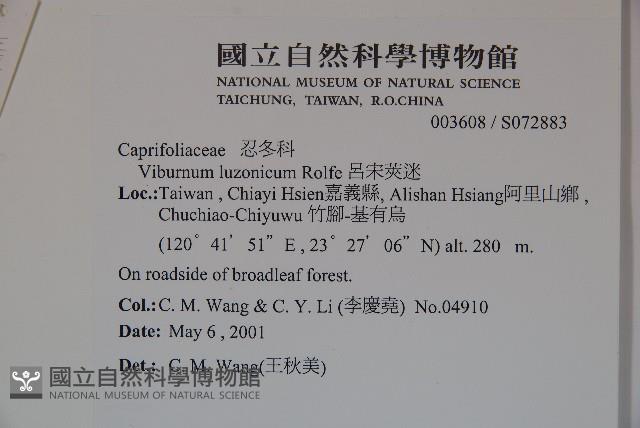 國立自然科學博物館
NATIONAL MUSEUM OF NATURAL SCIENCE
TAICHUNG, TAIWAN, R.O.CHINA
003608 / S072883
Caprifoliaceae 忍冬科
Viburnum luzonicum Rolfe 呂宋莢迷
Loc.:Taiwan , Chiayi Hsien嘉義縣, Alishan Hsiang阿里山鄉 ,
Chuchiao-Chiyuwu 竹腳-基有烏
(120° 41' 51” E , 23° 27' 06” N) alt. 280 m.
On roadside of broadleaf forest.
Col.: C. M. Wang & C. Y. Li (李慶堯) No.04910
Date: May 6 , 2001
Det.: C. M. Wang(王秋美)
國立自然科學博物館
NATIONAL MUSEUM OF NATURAL SCIENCE